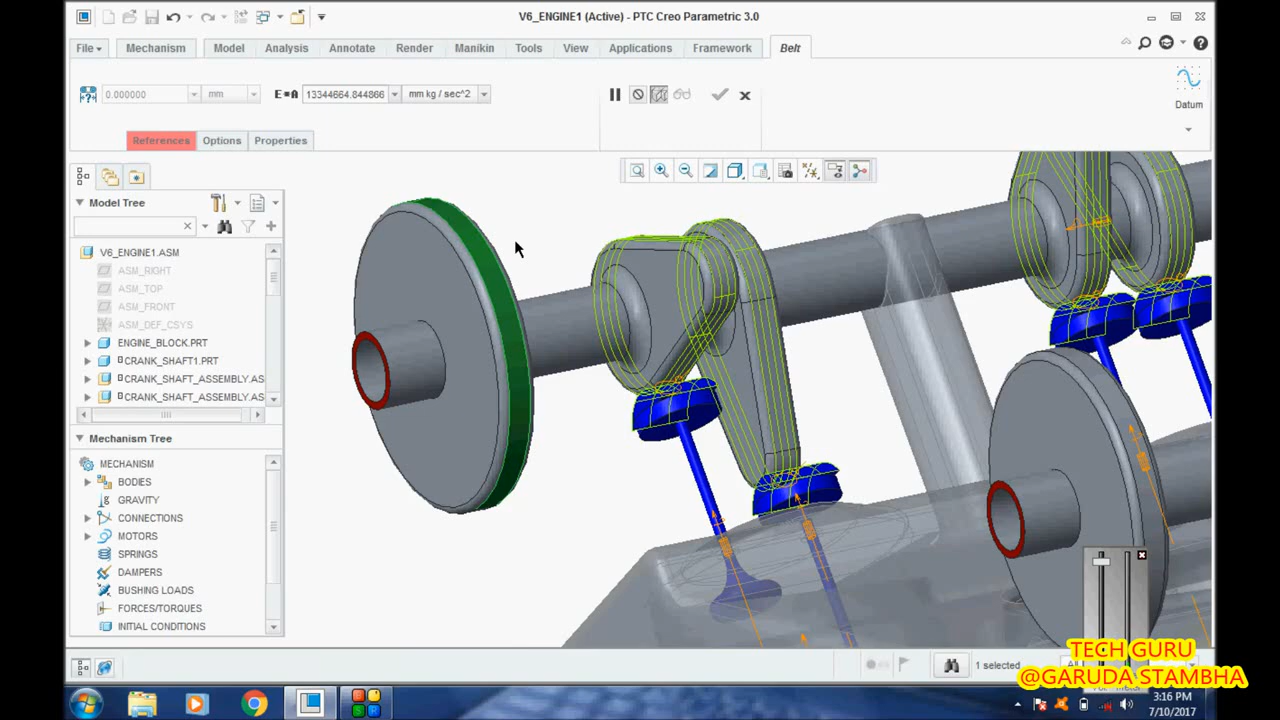 V6_ENGINE1 (Active) - PTC Creo Parametric 3.0
File Mechanism Model Analysis Annotate Render Manikin Tools View Applications Framework Belt
0.000000 mm E*A 13344664.844866 mm kg / sec^2
Datum
References Options Properties
Model Tree
V6_ENGINE1.ASM
ASM_RIGHT
ASM_TOP
ASM_FRONT
ASM_DEF_CSYS
ENGINE_BLOCK.PRT
CRANK_SHAFT1.PRT
CRANK_SHAFT_ASSEMBLY.AS
CRANK_SHAFT_ASSEMBLY.AS
Mechanism Tree
MECHANISM
BODIES
GRAVITY
CONNECTIONS
MOTORS
SPRINGS
DAMPERS
BUSHING LOADS
FORCES/TORQUES
INITIAL CONDITIONS
1 selected
TECH GURU
@GARUDA STAMBHA
3:16 PM
7/10/2017